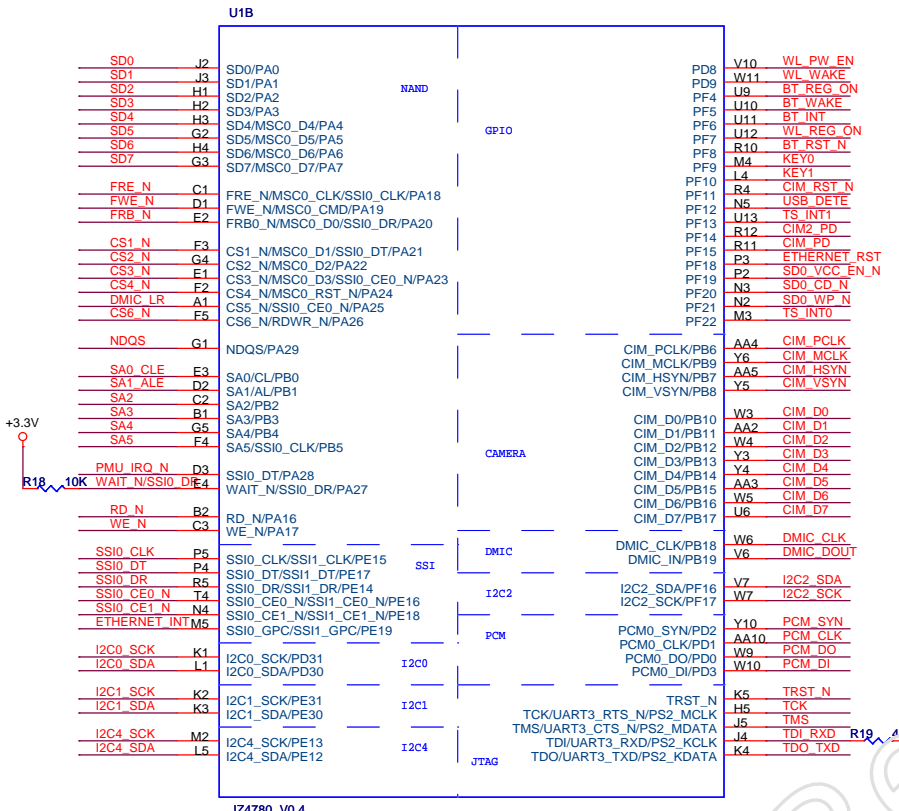 U1B
NAND
SD0 J2 SD0/PA0
SD1 J3 SD1/PA1
SD2 H1 SD2/PA2
SD3 H2 SD3/PA3
SD4 H3 SD4/MSC0_D4/PA4
SD5 G2 SD5/MSC0_D5/PA5
SD6 H4 SD6/MSC0_D6/PA6
SD7 G3 SD7/MSC0_D7/PA7
FRE_N C1 FRE_N/MSC0_CLK/SSI0_CLK/PA18
FWE_N D1 FWE_N/MSC0_CMD/PA19
FRB_N E2 FRB0_N/MSC0_D0/SSI0_DR/PA20
CS1_N F3 CS1_N/MSC0_D1/SSI0_DT/PA21
CS2_N G4 CS2_N/MSC0_D2/PA22
CS3_N E1 CS3_N/MSC0_D3/SSI0_CE0_N/PA23
CS4_N F2 CS4_N/MSC0_RST_N/PA24
DMIC_LR A1 CS5_N/SSI0_CE0_N/PA25
CS6_N F5 CS6_N/RDWR_N/PA26
NDQS G1 NDQS/PA29
SA0_CLE E3 SA0/CL/PB0
SA1_ALE D2 SA1/AL/PB1
SA2 C2 SA2/PB2
SA3 B1 SA3/PB3
SA4 G5 SA4/PB4
SA5 F4 SA5/SSI0_CLK/PB5
+3.3V
PMU_IRQ_N D3 SSI0_DT/PA28
R18 10K WAIT_N/SSI0_DR E4 WAIT_N/SSI0_DR/PA27
RD_N B2 RD_N/PA16
WE_N C3 WE_N/PA17
SSI
SSI0_CLK P5 SSI0_CLK/SSI1_CLK/PE15
SSI0_DT P4 SSI0_DT/SSI1_DT/PE17
SSI0_DR R5 SSI0_DR/SSI1_DR/PE14
SSI0_CE0_N T4 SSI0_CE0_N/SSI1_CE0_N/PE16
SSI0_CE1_N N4 SSI0_CE1_N/SSI1_CE1_N/PE18
ETHERNET_INT M5 SSI0_GPC/SSI1_GPC/PE19
I2C0
I2C0_SCK K1 I2C0_SCK/PD31
I2C0_SDA L1 I2C0_SDA/PD30
I2C1
I2C1_SCK K2 I2C1_SCK/PE31
I2C1_SDA K3 I2C1_SDA/PE30
I2C4
I2C4_SCK M2 I2C4_SCK/PE13
I2C4_SDA L5 I2C4_SDA/PE12
GPIO
PD8 V10 WL_PW_EN
PD9 W11 WL_WAKE
PF4 U9 BT_REG_ON
PF5 U10 BT_WAKE
PF6 U11 BT_INT
PF7 U12 WL_REG_ON
PF8 R10 BT_RST_N
PF9 M4 KEY0
PF10 L4 KEY1
PF11 R4 CIM_RST_N
PF12 N5 USB_DETE
PF13 U13 TS_INT1
PF14 R12 CIM2_PD
PF15 R11 CIM_PD
PF18 P3 ETHERNET_RST
PF19 P2 SD0_VCC_EN_N
PF20 N3 SD0_CD_N
PF21 N2 SD0_WP_N
PF22 M3 TS_INT0
CAMERA
CIM_PCLK/PB6 AA4 CIM_PCLK
CIM_MCLK/PB9 Y6 CIM_MCLK
CIM_HSYN/PB7 AA5 CIM_HSYN
CIM_VSYN/PB8 Y5 CIM_VSYN
CIM_D0/PB10 W3 CIM_D0
CIM_D1/PB11 AA2 CIM_D1
CIM_D2/PB12 W4 CIM_D2
CIM_D3/PB13 Y3 CIM_D3
CIM_D4/PB14 Y4 CIM_D4
CIM_D5/PB15 AA3 CIM_D5
CIM_D6/PB16 W5 CIM_D6
CIM_D7/PB17 U6 CIM_D7
DMIC
DMIC_CLK/PB18 W6 DMIC_CLK
DMIC_IN/PB19 V6 DMIC_DOUT
I2C2
I2C2_SDA/PF16 V7 I2C2_SDA
I2C2_SCK/PF17 W7 I2C2_SCK
PCM
PCM0_SYN/PD2 Y10 PCM_SYN
PCM0_CLK/PD1 AA10 PCM_CLK
PCM0_DO/PD0 W9 PCM_DO
PCM0_DI/PD3 W10 PCM_DI
JTAG
TRST_N K5 TRST_N
TCK/UART3_RTS_N/PS2_MCLK H5 TCK
TMS/UART3_CTS_N/PS2_MDATA J5 TMS
TDI/UART3_RXD/PS2_KCLK J4 TDI_RXD R19 4
TDO/UART3_TXD/PS2_KDATA K4 TDO_TXD
JZ4780_V0.4